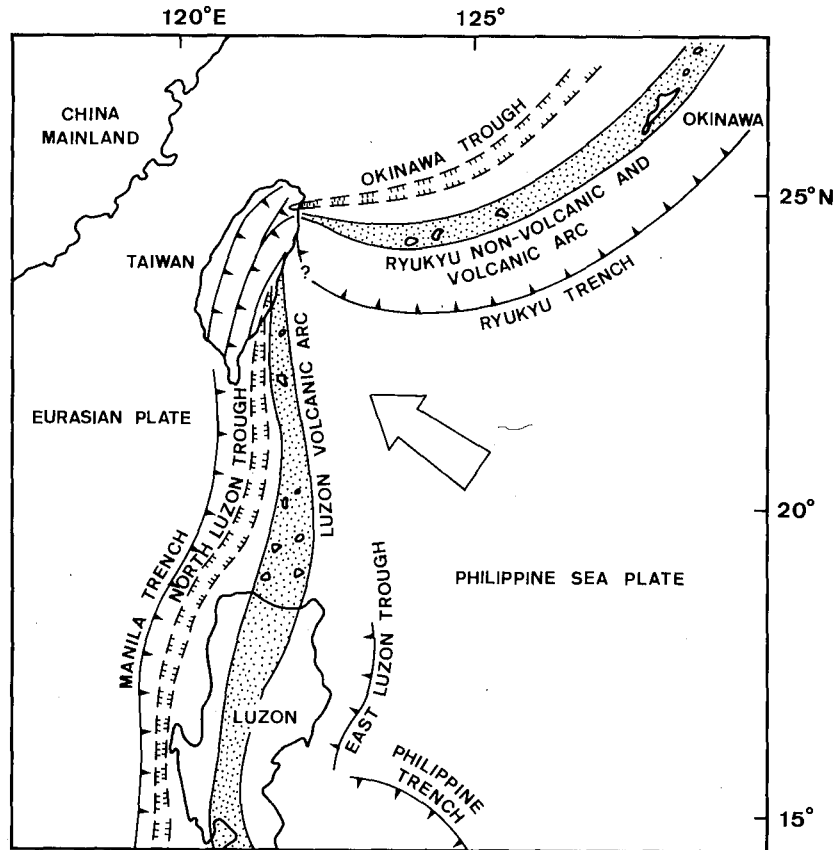 120°E
125°
CHINA
MAINLAND
OKINAWA TROUGH
OKINAWA
25°N
TAIWAN
RYUKYU NON-VOLCANIC AND
VOLCANIC ARC
RYUKYU TRENCH
?
EURASIAN PLATE
NORTH LUZON TROUGH
LUZON VOLCANIC ARC
20°
MANILA TRENCH
PHILIPPINE SEA PLATE
EAST LUZON TROUGH
LUZON
PHILIPPINE
TRENCH
15°